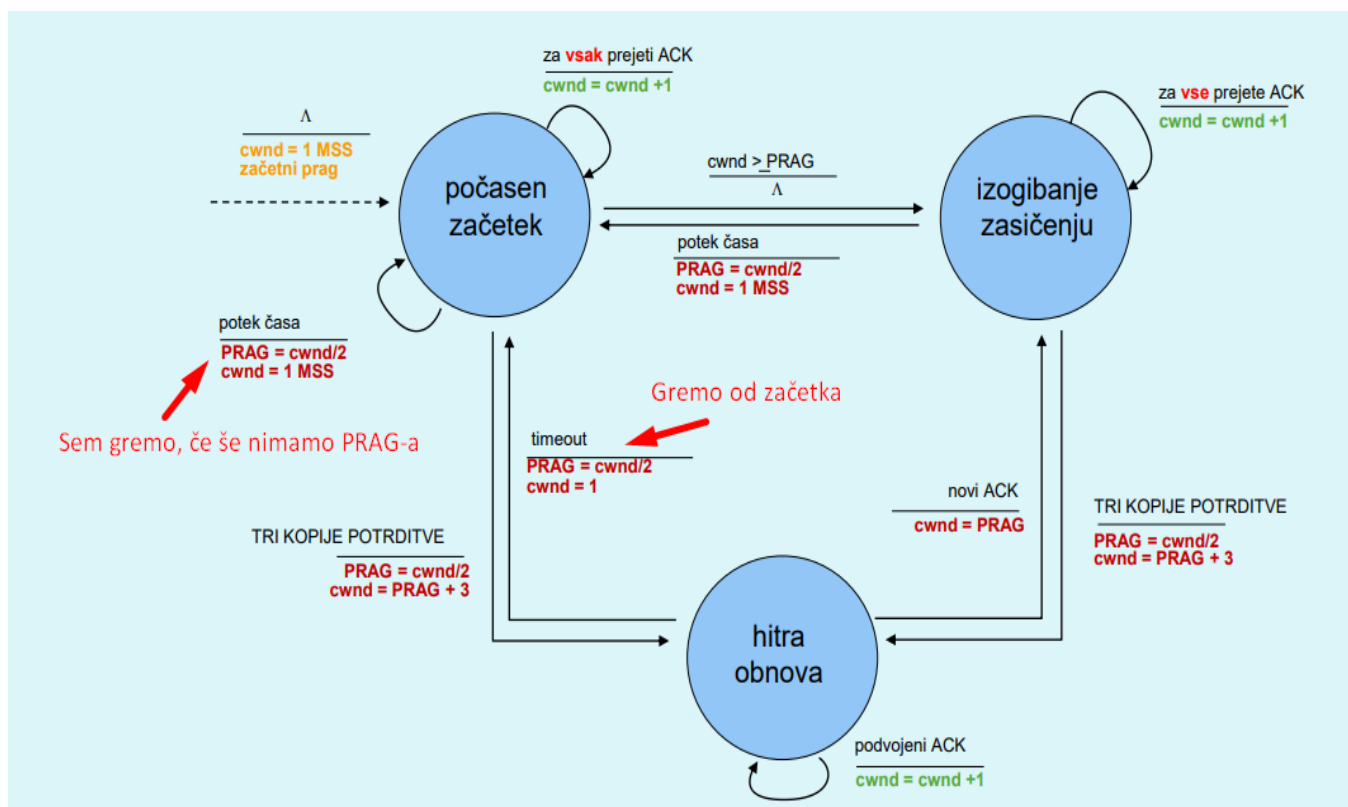 za vsak prejeti ACK
cwnd = cwnd +1
za vse prejete ACK
cwnd = cwnd +1
Λ
cwnd = 1 MSS
začetni prag
počasen
začetek
cwnd >_PRAG
Λ
izogibanje
zasičenju
potek časa
PRAG = cwnd/2
cwnd = 1 MSS
potek časa
PRAG = cwnd/2
cwnd = 1 MSS
Sem gremo, če še nimamo PRAG-a
Gremo od začetka
timeout
PRAG = cwnd/2
cwnd = 1
novi ACK
cwnd = PRAG
TRI KOPIJE POTRDITVE
PRAG = cwnd/2
cwnd = PRAG + 3
TRI KOPIJE POTRDITVE
PRAG = cwnd/2
cwnd = PRAG + 3
hitra
obnova
podvojeni ACK
cwnd = cwnd +1